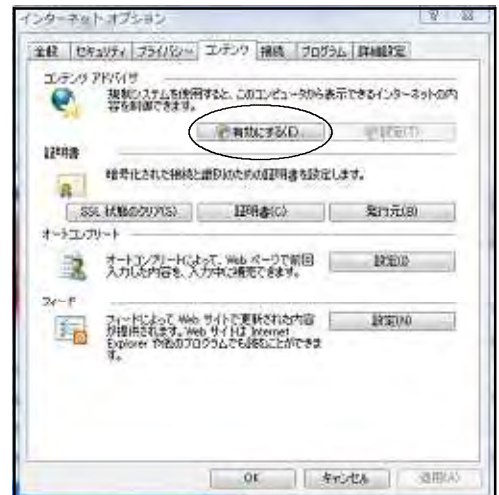 インターネット オプション
全般 セキュリティ プライバシー コンテンツ 接続 プログラム 詳細設定
コンテンツ アドバイザ
規制システムを使用すると、このコンピュータから表示できるインターネットの内
容を制御できます。
有効にする(E)... 設定(T)
証明書
暗号化された接続と識別のための証明書を設定します。
SSL 状態のクリア(S) 証明書(C) 発行元(B)
オートコンプリート
オートコンプリートによって、Web ページで前回
入力した内容を、入力中に補完できます。
設定(I)
フィード
フィードによって Web サイトで更新された内容
が提供されます。Web サイトは Internet
Explorer や他のプログラムでも読むことができま
す。
設定(N)
OK キャンセル 適用(A)